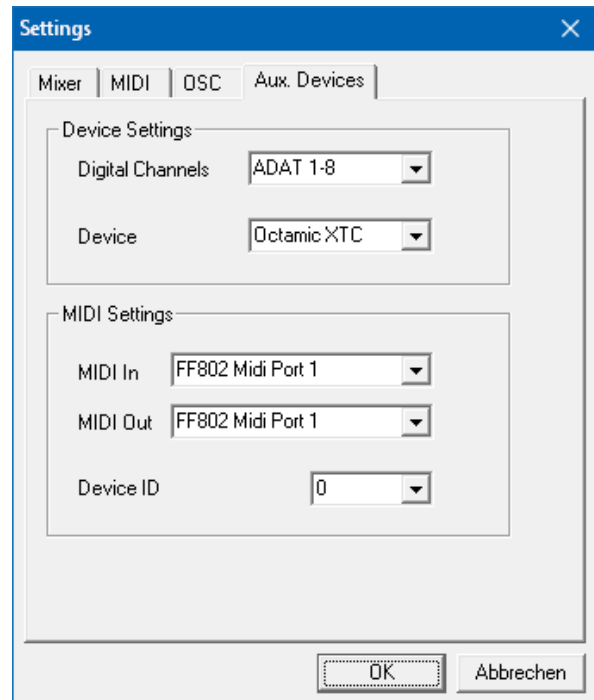 Settings
Mixer MIDI OSC Aux. Devices
Device Settings
Digital Channels ADAT 1-8
Device Octamic XTC
MIDI Settings
MIDI In FF802 Midi Port 1
MIDI Out FF802 Midi Port 1
Device ID 0
OK Abbrechen